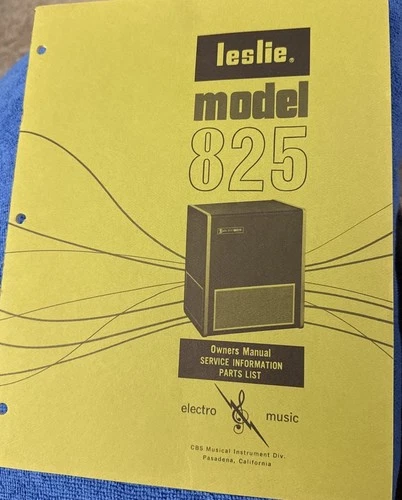 leslie®
model
825
Owners Manual
SERVICE INFORMATION
PARTS LIST
electro music
CBS Musical Instrument Div.
Pasadena, California